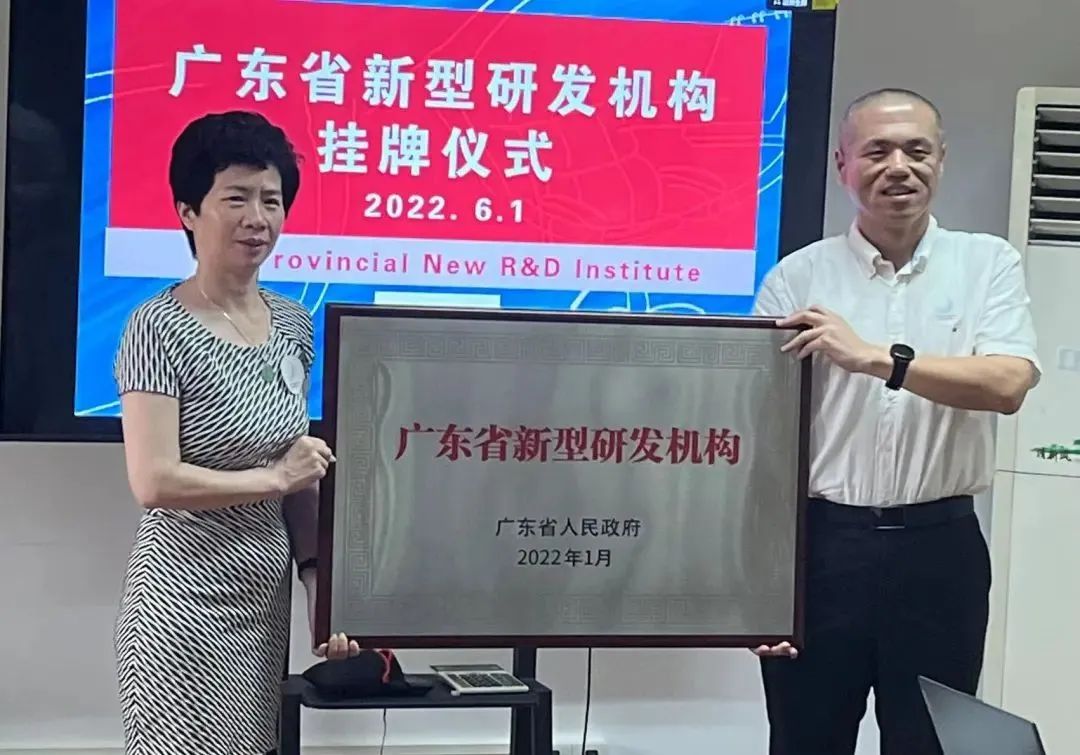 广东省新型研发机构
挂牌仪式
2022. 6.1
rovincial New R&D Institute
广东省新型研发机构
广东省人民政府
2022年1月